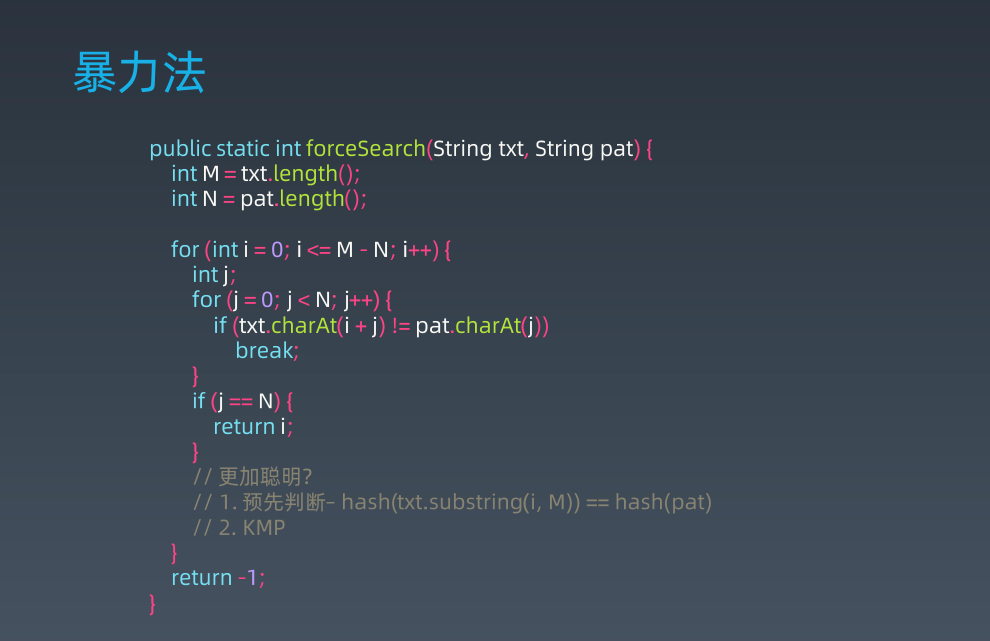 暴力法
public static int forceSearch(String txt, String pat) {
int M = txt.length();
int N = pat.length();
for (int i = 0; i <= M - N; i++) {
int j;
for (j = 0; j < N; j++) {
if (txt.charAt(i + j) != pat.charAt(j))
break;
}
if (j == N) {
return i;
}
// 更加聪明?
// 1. 预先判断– hash(txt.substring(i, M)) == hash(pat)
// 2. KMP
}
return -1;
}